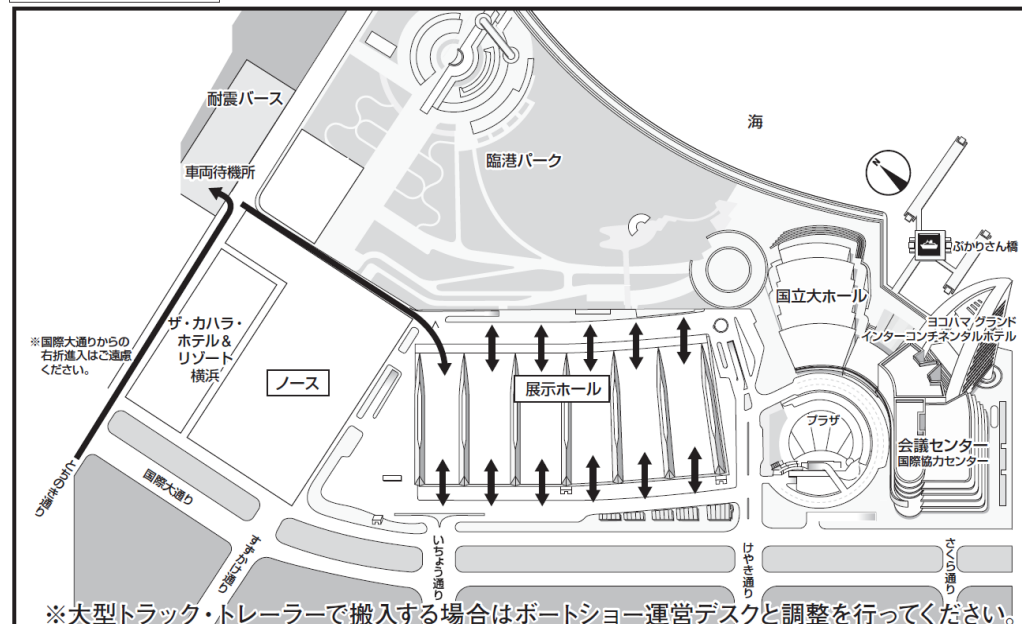 耐震バース
車両待機所
臨港パーク
海
N
ぷかりさん橋
国立大ホール
ヨコハマ グランド
インターコンチネンタルホテル
※国際大通りからの
右折進入はご遠慮
ください。
ザ・カハラ・
ホテル&
リゾート
横浜
ノース
展示ホール
プラザ
会議センター
国際協力センター
とちのき通り
国際大通り
すずかけ通り
いちょう通り
けやき通り
さくら通り
※大型トラック・トレーラーで搬入する場合はボートショー運営デスクと調整を行ってください。